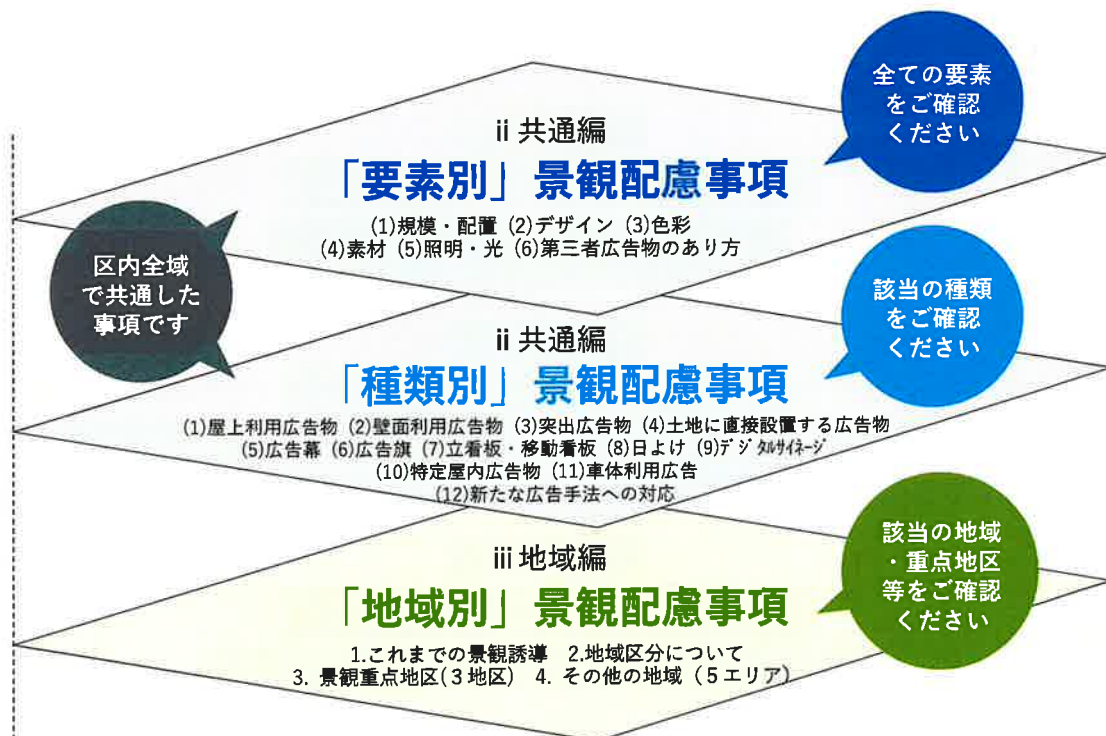 全ての要素
をご確認
ください
ⅱ 共通編
「要素別」景観配慮事項
(1)規模・配置 (2)デザイン (3)色彩
(4)素材 (5)照明・光 (6)第三者広告物のあり方
区内全域
で共通した
事項です
該当の種類
をご確認
ください
ⅱ 共通編
「種類別」景観配慮事項
(1)屋上利用広告物 (2)壁面利用広告物 (3)突出広告物 (4)土地に直接設置する広告物
(5)広告幕 (6)広告旗 (7)立看板・移動看板 (8)日よけ (9)デジタルサイネージ
(10)特定屋内広告物 (11)車体利用広告
(12)新たな広告手法への対応
該当の地域
・重点地区
等をご確認
ください
ⅲ 地域編
「地域別」景観配慮事項
1.これまでの景観誘導 2.地域区分について
3. 景観重点地区(3地区) 4. その他の地域(5エリア)